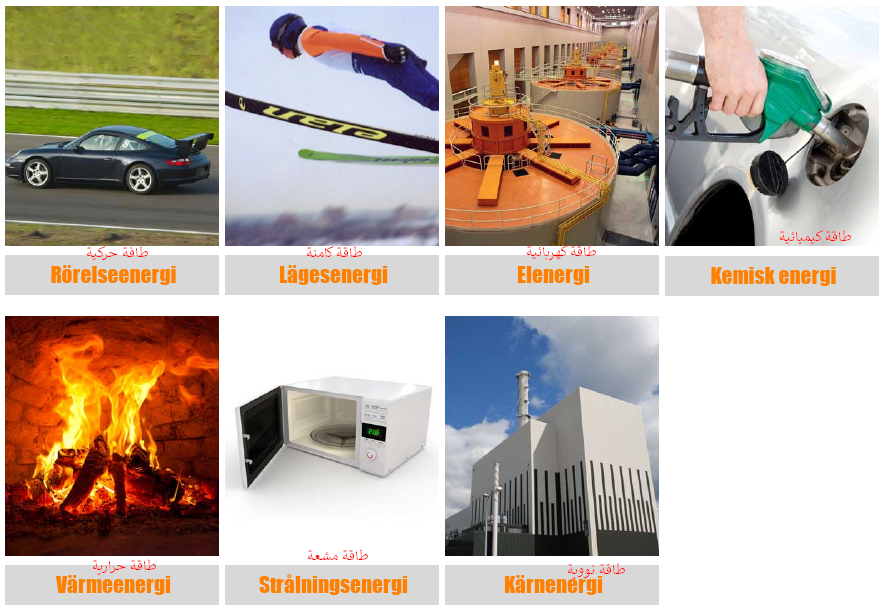 elan
طاقة حركية
Rörelseenergi
طاقة كامنة
Lägesenergi
طاقة كهربائية
Elenergi
طاقة كيميائية
Kemisk energi
طاقة حرارية
Värmeenergi
طاقة مشعة
Strålningsenergi
طاقة نووية
Kärnenergi